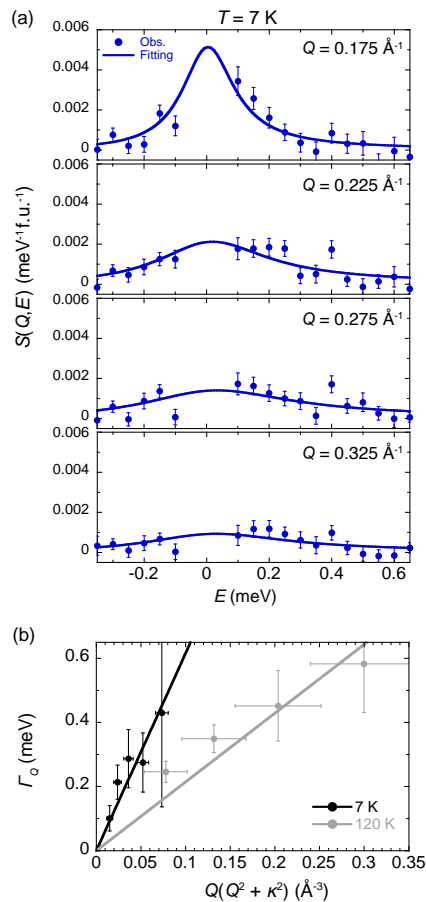 (a)
T = 7 K
0.006
0.004
0.002
0
Obs.
Fitting
Q = 0.175 Å⁻¹
0.006
0.004
0.002
0
Q = 0.225 Å⁻¹
0.006
0.004
0.002
0
Q = 0.275 Å⁻¹
0.006
0.004
0.002
0
Q = 0.325 Å⁻¹
S(Q,E) (meV⁻¹f.u.⁻¹)
-0.2 0 0.2 0.4 0.6
E (meV)
(b)
0.6
0.4
0.2
0
Γ_Q (meV)
7 K
120 K
0.00 0.05 0.1 0.15 0.2 0.25 0.3 0.35
Q(Q² + κ²) (Å⁻³)